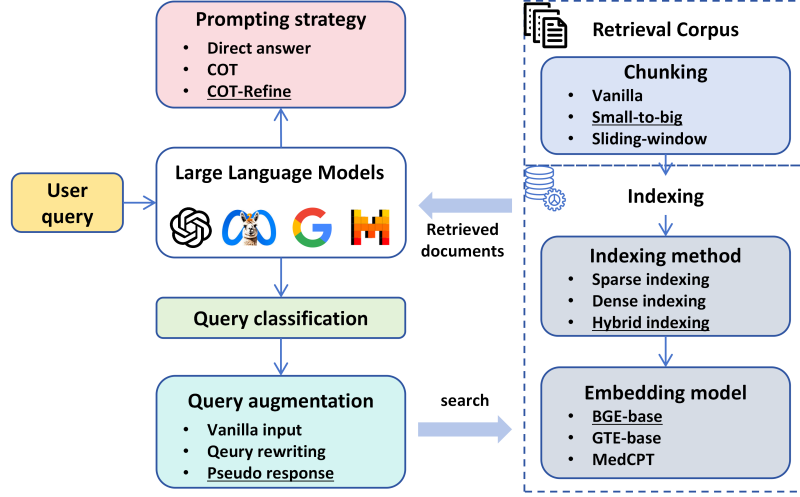 Prompting strategy
• Direct answer
• COT
• COT-Refine
User
query
Large Language Models
Query classification
Query augmentation
• Vanilla input
• Qeury rewriting
• Pseudo response
Retrieved
documents
search
Retrieval Corpus
Chunking
• Vanilla
• Small-to-big
• Sliding-window
Indexing
Indexing method
• Sparse indexing
• Dense indexing
• Hybrid indexing
Embedding model
• BGE-base
• GTE-base
• MedCPT